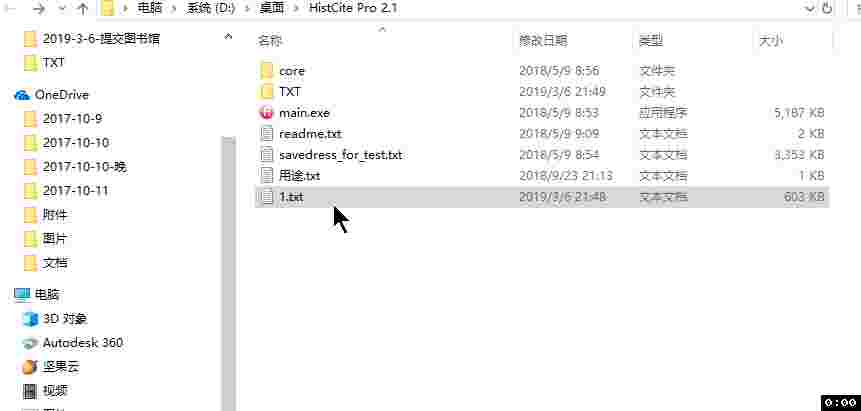 电脑 系统 (D:) 桌面 HistCite Pro 2.1
2019-3-6-提交图书馆
TXT
OneDrive
2017-10-9
2017-10-10
2017-10-10-晚
2017-10-11
附件
图片
文档
电脑
3D 对象
Autodesk 360
坚果云
视频
名称 修改日期 类型 大小
core 2018/5/9 8:56 文件夹
TXT 2019/3/6 21:49 文件夹
main.exe 2018/5/9 8:53 应用程序 5,187 KB
readme.txt 2018/5/9 9:09 文本文档 2 KB
savedress_for_test.txt 2018/5/9 8:54 文本文档 3,353 KB
用途.txt 2018/9/23 21:13 文本文档 1 KB
1.txt 2019/3/6 21:48 文本文档 603 KB
0:00